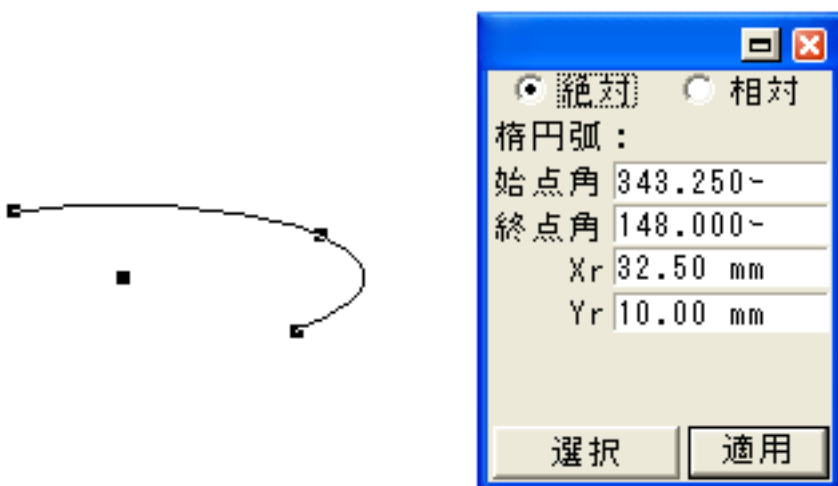 絶対 相対
楕円弧：
始点角 343.250~
終点角 148.000~
Xr 32.50 mm
Yr 10.00 mm
選択 適用